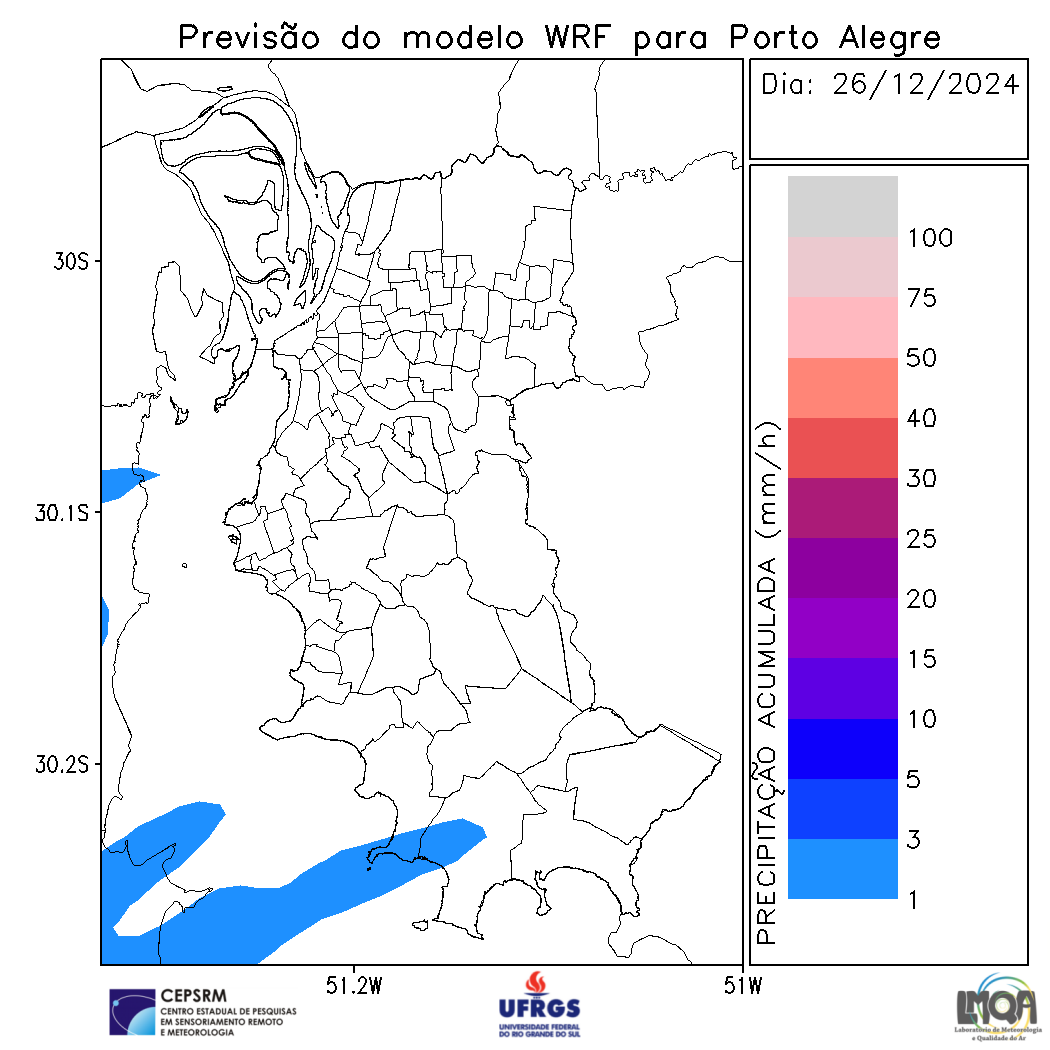 Previsão do modelo WRF para Porto Alegre
Dia: 26/12/2024
30S
30.1S
30.2S
51.2W
51W
PRECIPITAÇÃO ACUMULADA (mm/h)
100
75
50
40
30
25
20
15
10
5
3
1
CEPSRM
CENTRO ESTADUAL DE PESQUISAS
EM SENSORIAMENTO REMOTO
E METEOROLOGIA
UFRGS
UNIVERSIDADE FEDERAL
DO RIO GRANDE DO SUL
LMQA
Laboratório de Meteorologia
e Qualidade do Ar